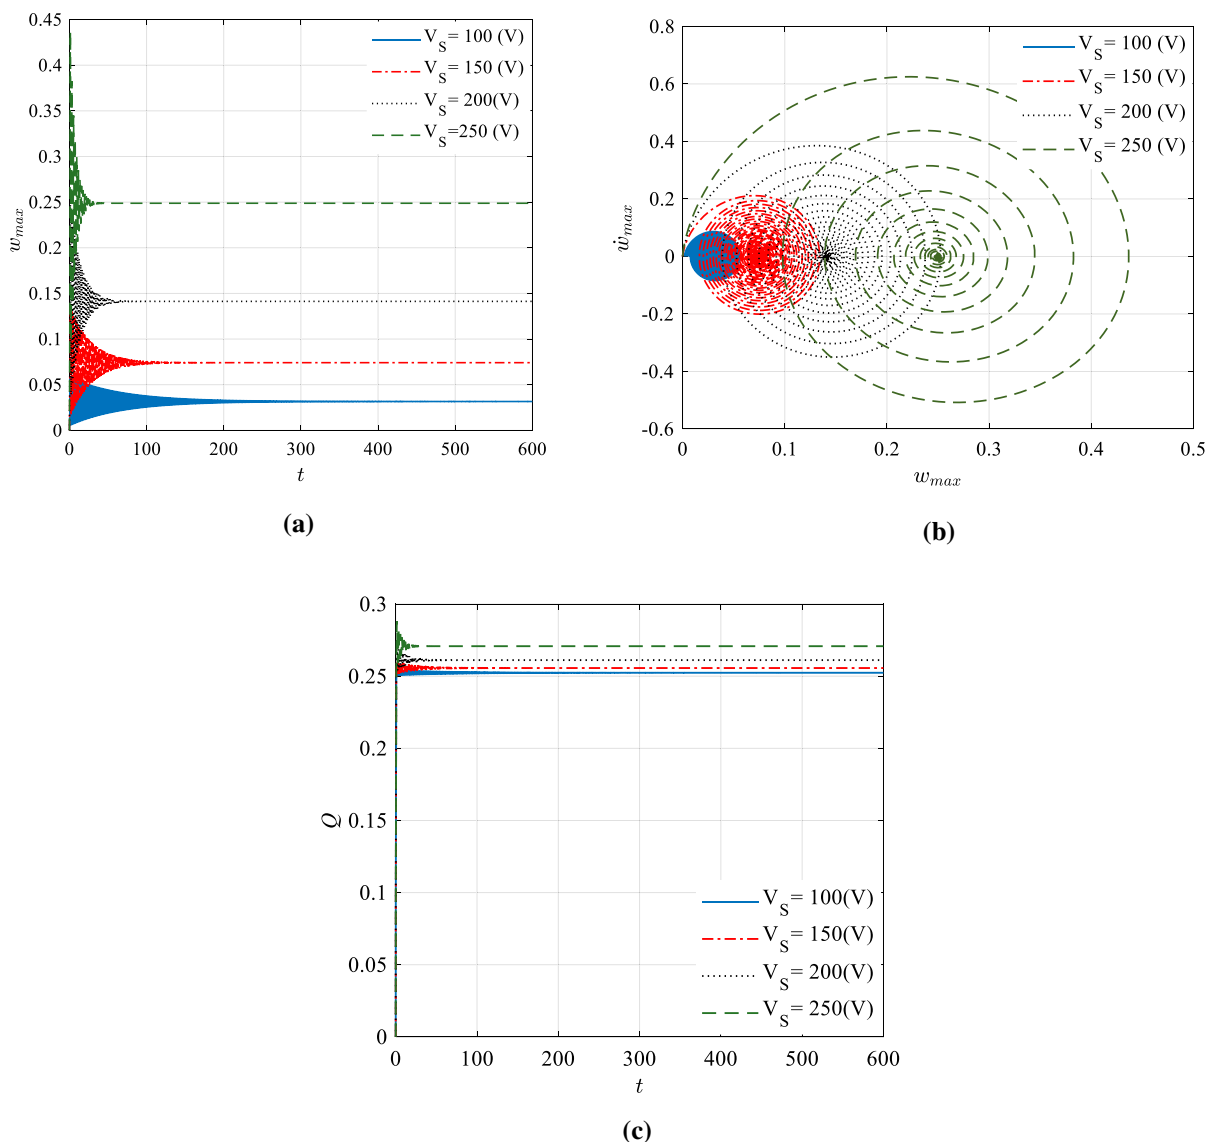 0.45
0.4
0.35
0.3
0.25
0.2
0.15
0.1
0.05
0
w_max
V_S= 100 (V)
V_S= 150 (V)
V_S= 200(V)
V_S=250 (V)
0 100 200 300 400 500 600
t
(a)
0.8
0.6
0.4
0.2
0
-0.2
-0.4
-0.6
ẇ_max
V_S= 100 (V)
V_S= 150 (V)
V_S= 200 (V)
V_S= 250 (V)
0 0.1 0.2 0.3 0.4 0.5
w_max
(b)
0.3
0.25
0.2
0.15
0.1
0.05
0
Q
V_S= 100(V)
V_S= 150(V)
V_S= 200(V)
V_S= 250(V)
0 100 200 300 400 500 600
t
(c)